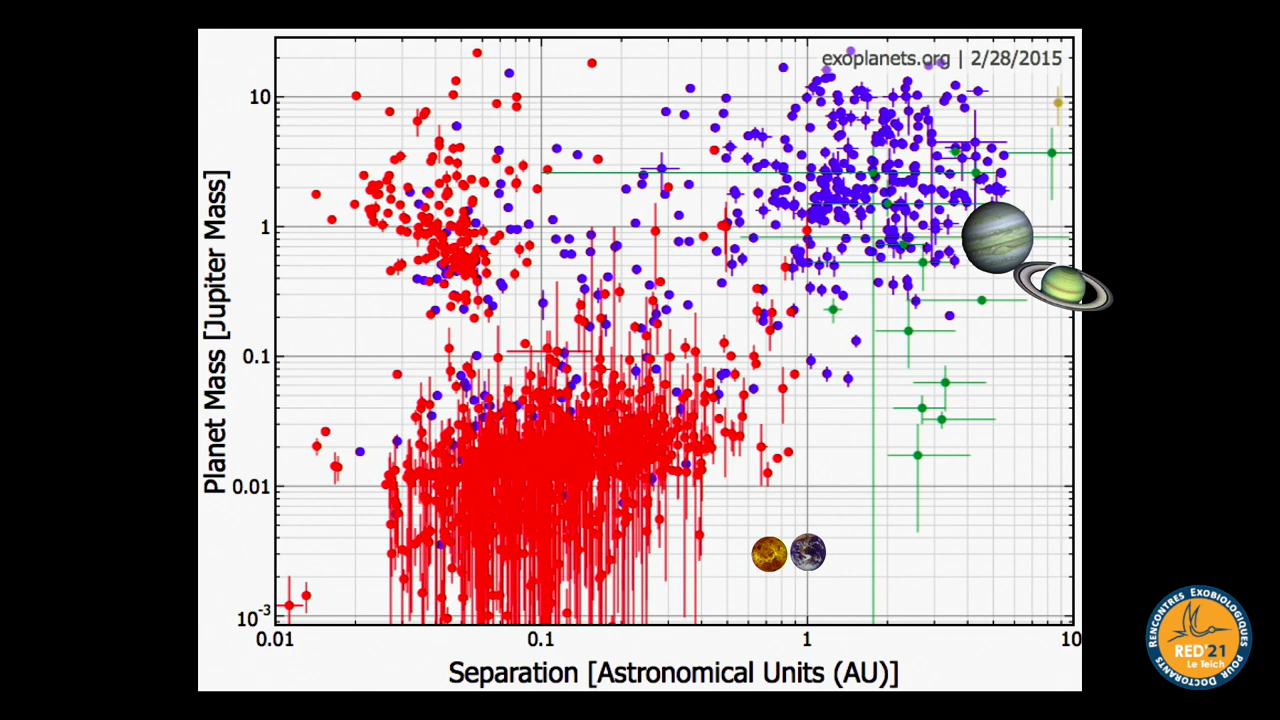 exoplanets.org | 2/28/2015
Planet Mass [Jupiter Mass]
10
1
0.1
0.01
10-3
0.01
0.1
1
10
Separation [Astronomical Units (AU)]
RENCONTRES EXOBIOLOGIQUES
POUR DOCTORANTS
RED'21
Le Teich